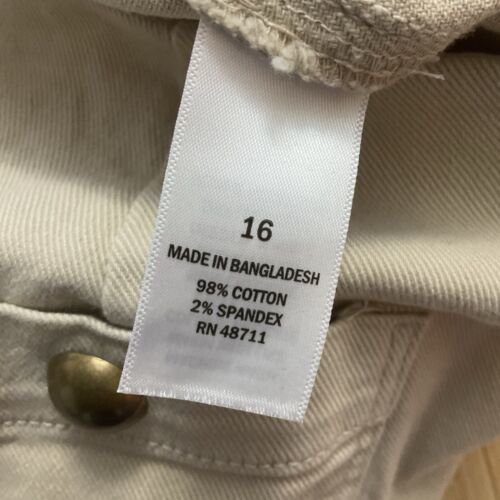 16
MADE IN BANGLADESH
98% COTTON
2% SPANDEX
RN 48711